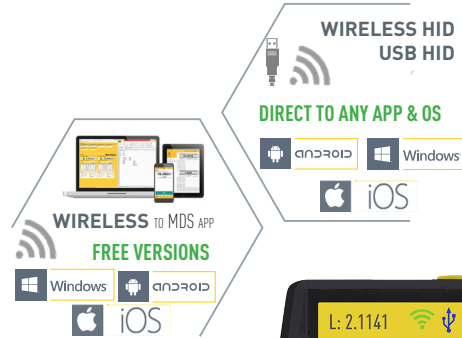 WIRELESS HID
USB HID
DIRECT TO ANY APP & OS
android
Windows
iOS
WIRELESS TO MDS APP
FREE VERSIONS
Windows
android
iOS
L: 2.1141